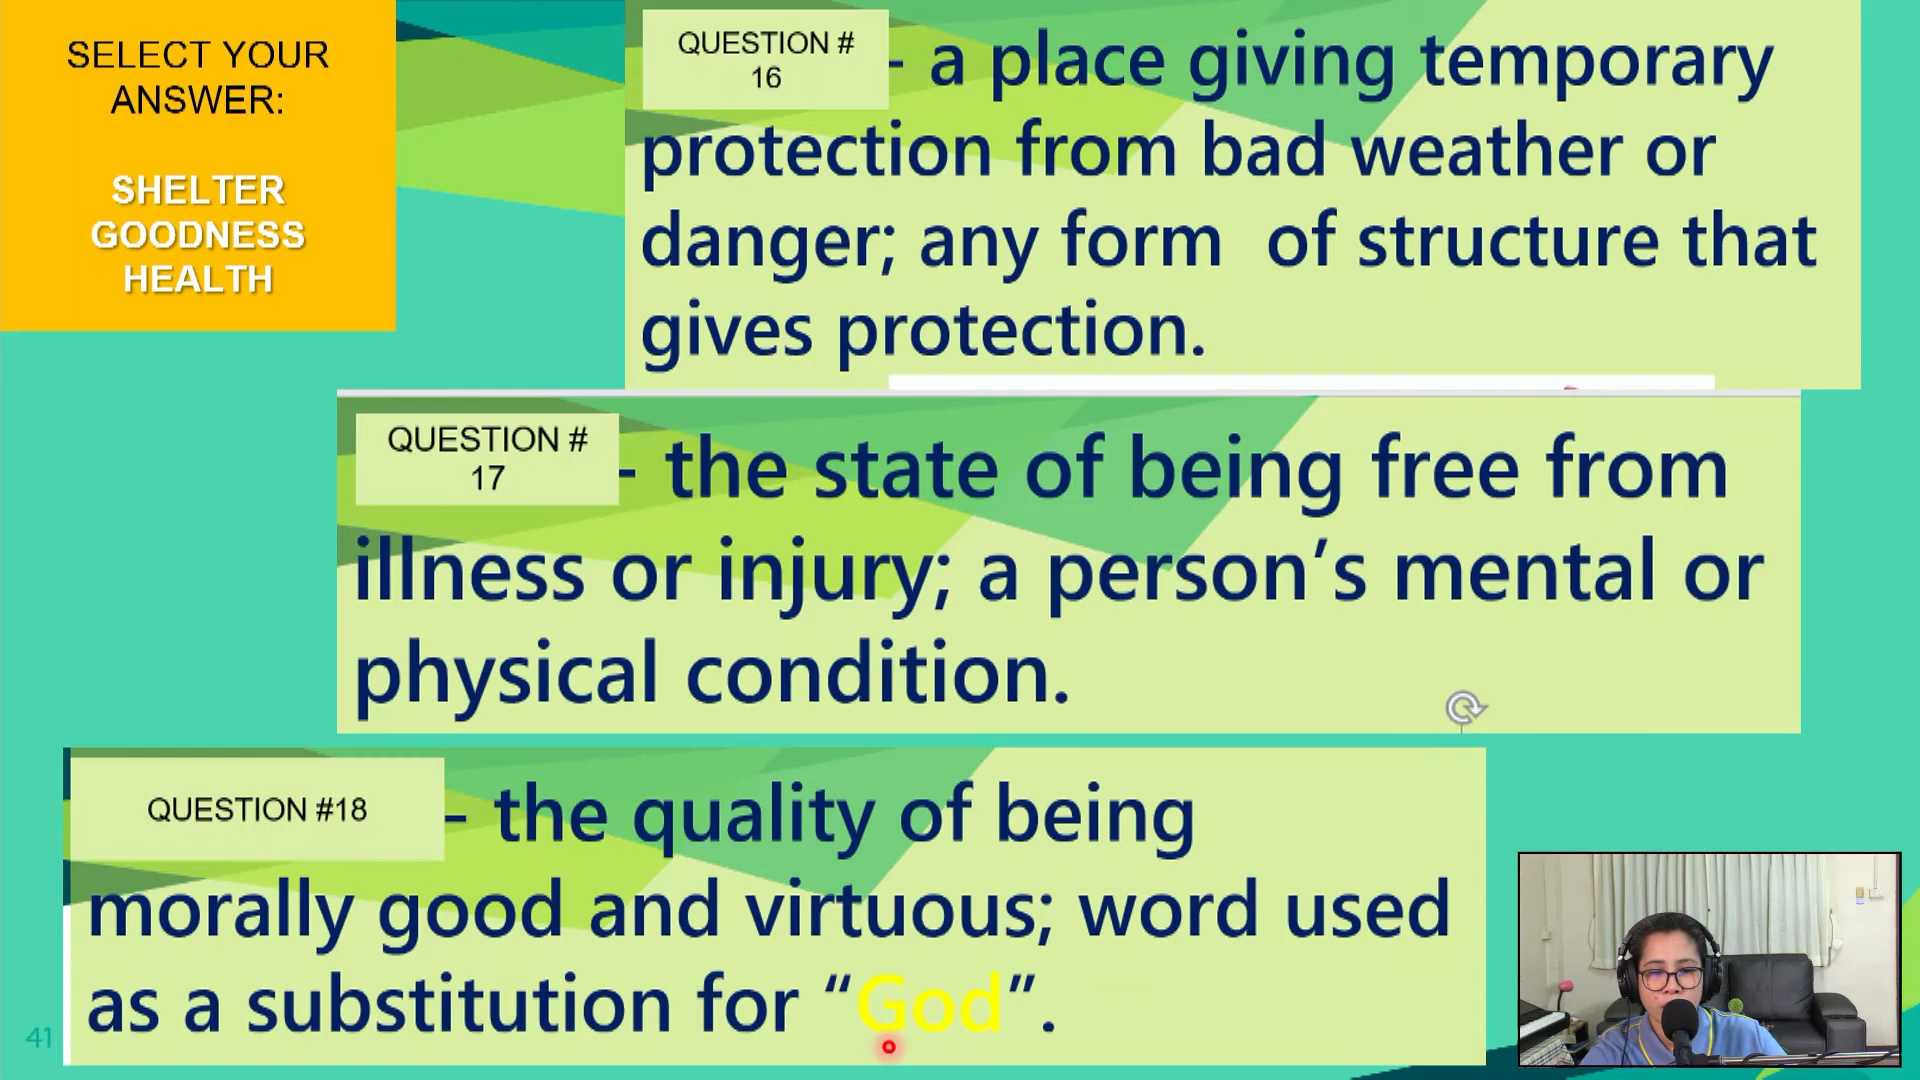 SELECT YOUR
ANSWER:
SHELTER
GOODNESS
HEALTH
QUESTION #
16
- a place giving temporary
protection from bad weather or
danger; any form of structure that
gives protection.
QUESTION #
17
- the state of being free from
illness or injury; a person’s mental or
physical condition.
QUESTION #18
- the quality of being
morally good and virtuous; word used
as a substitution for “God”.
41